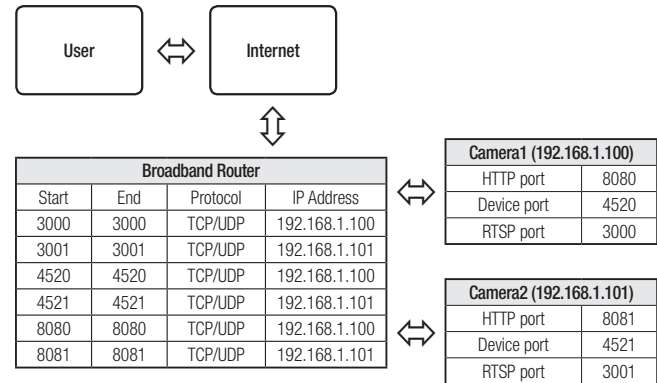 User
Internet
Broadband Router
Start End Protocol IP Address
3000 3000 TCP/UDP 192.168.1.100
3001 3001 TCP/UDP 192.168.1.101
4520 4520 TCP/UDP 192.168.1.100
4521 4521 TCP/UDP 192.168.1.101
8080 8080 TCP/UDP 192.168.1.100
8081 8081 TCP/UDP 192.168.1.101
Camera1 (192.168.1.100)
HTTP port 8080
Device port 4520
RTSP port 3000
Camera2 (192.168.1.101)
HTTP port 8081
Device port 4521
RTSP port 3001